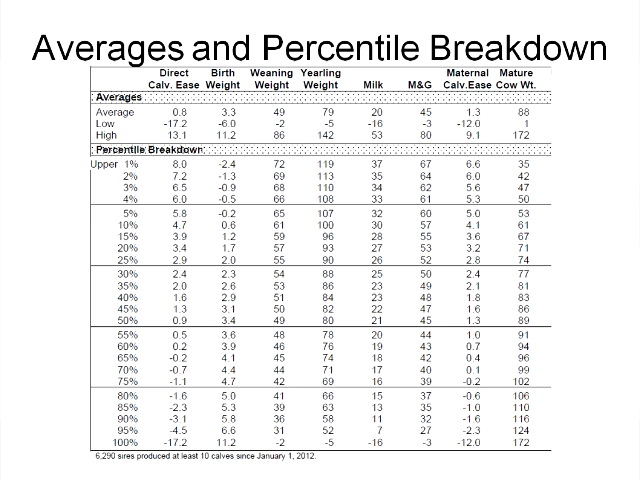 Averages and Percentile Breakdown
Direct Birth Weaning Yearling Maternal Mature
Calv. Ease Weight Weight Weight Milk M&G Calv.Ease Cow Wt.
Averages
Average 0.8 3.3 49 79 20 45 1.3 88
Low -17.2 -6.0 -2 -5 -16 -3 -12.0 1
High 13.1 11.2 86 142 53 80 9.1 172
Percentile Breakdown
Upper 1% 8.0 -2.4 72 119 37 67 6.6 35
2% 7.2 -1.3 69 113 35 64 6.0 42
3% 6.5 -0.9 68 110 34 62 5.6 47
4% 6.0 -0.5 66 108 33 61 5.3 50
5% 5.8 -0.2 65 107 32 60 5.0 53
10% 4.7 0.6 61 100 30 57 4.1 61
15% 3.9 1.2 59 96 28 55 3.6 67
20% 3.4 1.7 57 93 27 53 3.2 71
25% 2.9 2.0 55 90 26 52 2.8 74
30% 2.4 2.3 54 88 25 50 2.4 77
35% 2.0 2.6 53 86 23 49 2.1 81
40% 1.6 2.9 51 84 23 48 1.8 83
45% 1.3 3.1 50 82 22 47 1.6 86
50% 0.9 3.4 49 80 21 45 1.3 89
55% 0.5 3.6 48 78 20 44 1.0 91
60% 0.2 3.9 46 76 19 43 0.7 94
65% -0.2 4.1 45 74 18 42 0.4 96
70% -0.7 4.4 44 71 17 40 0.1 99
75% -1.1 4.7 42 69 16 39 -0.2 102
80% -1.6 5.0 41 66 15 37 -0.6 106
85% -2.3 5.3 39 63 13 35 -1.0 110
90% -3.1 5.8 36 58 11 32 -1.6 116
95% -4.5 6.6 31 52 7 27 -2.3 124
100% -17.2 11.2 -2 -5 -16 -3 -12.0 172
6,290 sires produced at least 10 calves since January 1, 2012.